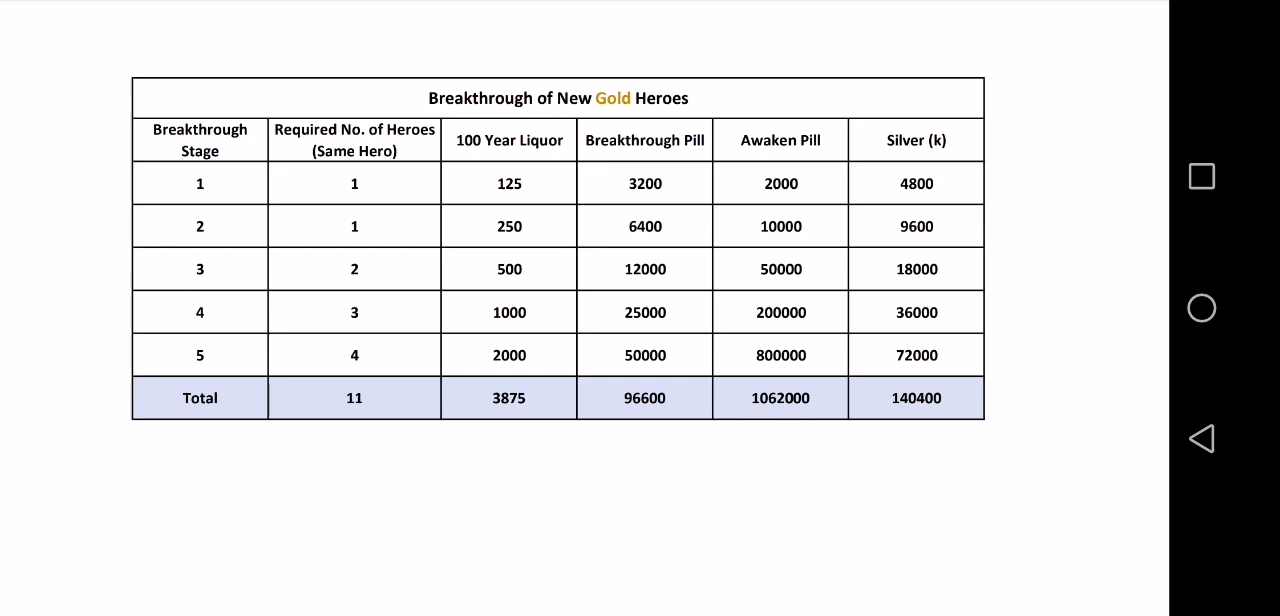 Breakthrough of New Gold Heroes
Breakthrough Stage Required No. of Heroes (Same Hero) 100 Year Liquor Breakthrough Pill Awaken Pill Silver (k)
1 1 125 3200 2000 4800
2 1 250 6400 10000 9600
3 2 500 12000 50000 18000
4 3 1000 25000 200000 36000
5 4 2000 50000 800000 72000
Total 11 3875 96600 1062000 140400